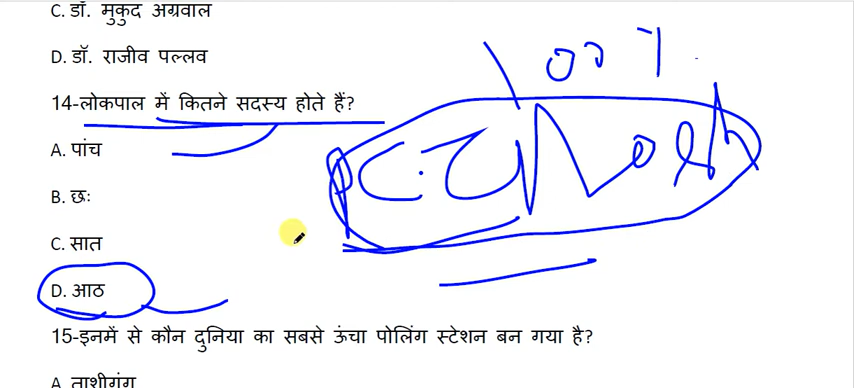 C. डॉ. मुकुद अग्रवाल
D. डॉ. राजीव पल्लव
14-लोकपाल में कितने सदस्य होते हैं?
A. पांच
B. छः
C. सात
D. आठ
15-इनमें से कौन दुनिया का सबसे ऊंचा पोलिंग स्टेशन बन गया है?
A ताशीगंग